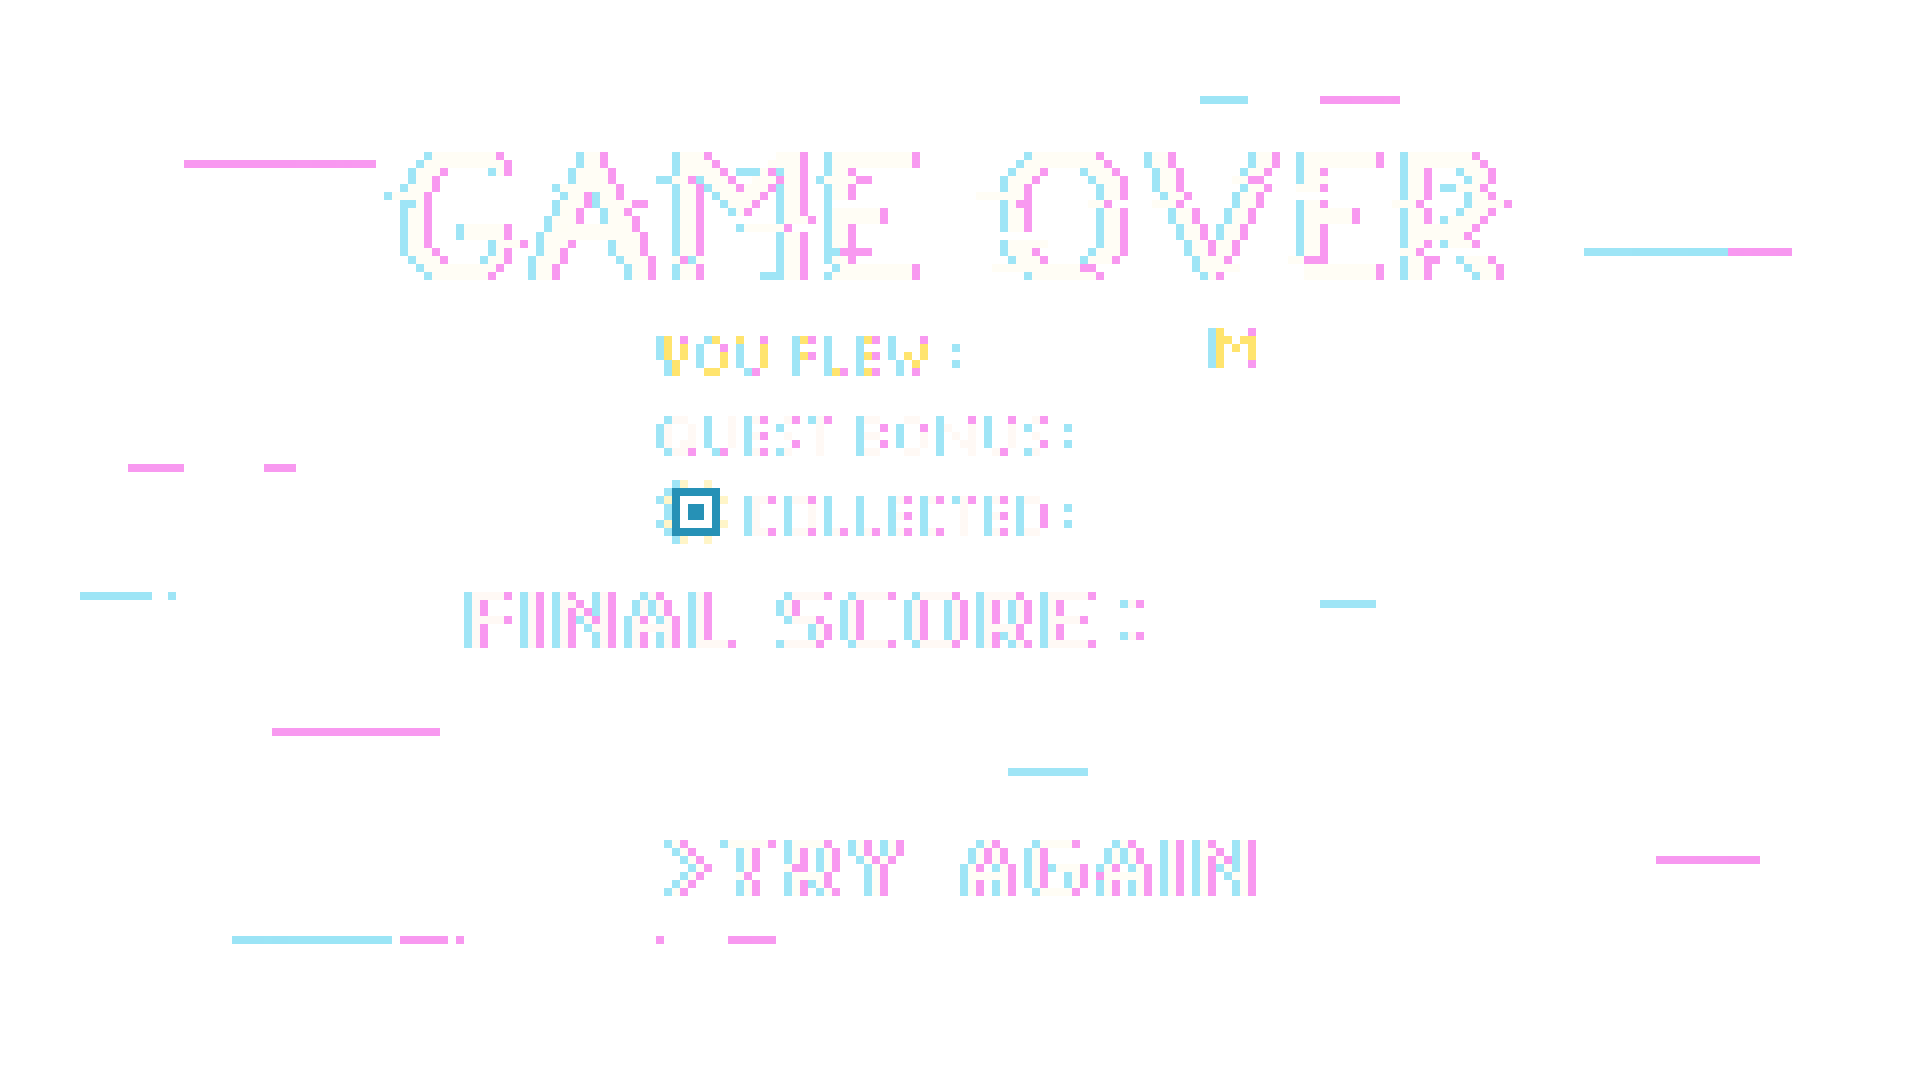 GAME OVER
YOU FLEW: M
QUEST BONUS:
COLLECTED:
FINAL SCORE:
>TRY AGAIN